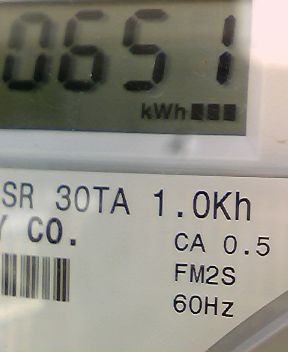 0651
kWh
SR 30TA 1.0Kh
Y CO.
CA 0.5
FM2S
60Hz